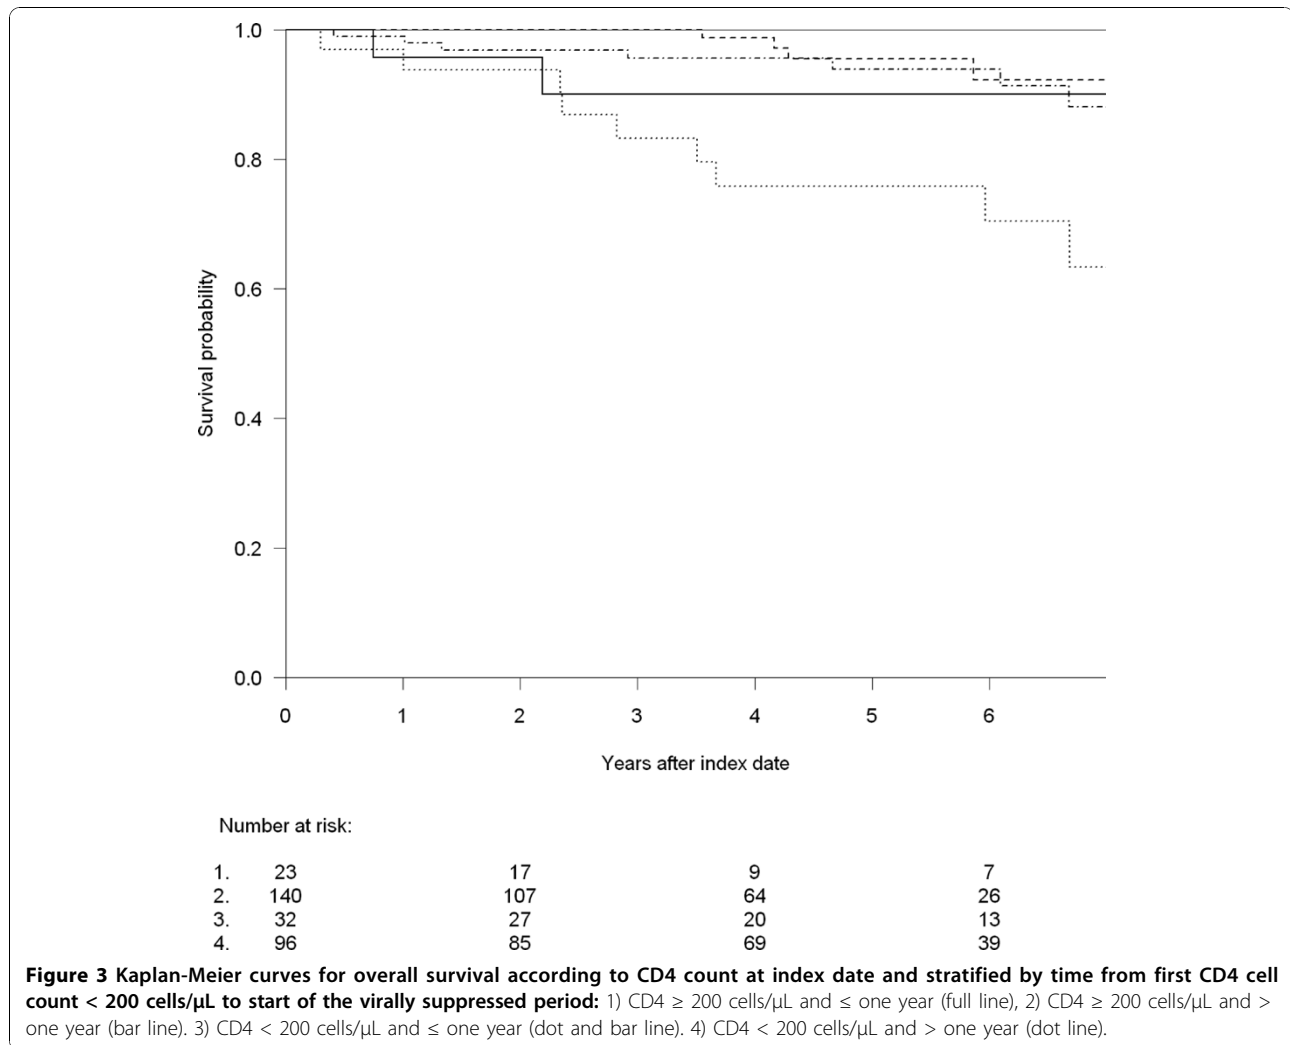 1.0
0.8
0.6
0.4
0.2
0.0
Survival probability
0 1 2 3 4 5 6
Years after index date
Number at risk:
1. 23 17 9 7
2. 140 107 64 26
3. 32 27 20 13
4. 96 85 69 39
Figure 3 Kaplan-Meier curves for overall survival according to CD4 count at index date and stratified by time from first CD4 cell
count < 200 cells/μL to start of the virally suppressed period: 1) CD4 ≥ 200 cells/μL and ≤ one year (full line), 2) CD4 ≥ 200 cells/μL and >
one year (bar line). 3) CD4 < 200 cells/μL and ≤ one year (dot and bar line). 4) CD4 < 200 cells/μL and > one year (dot line).